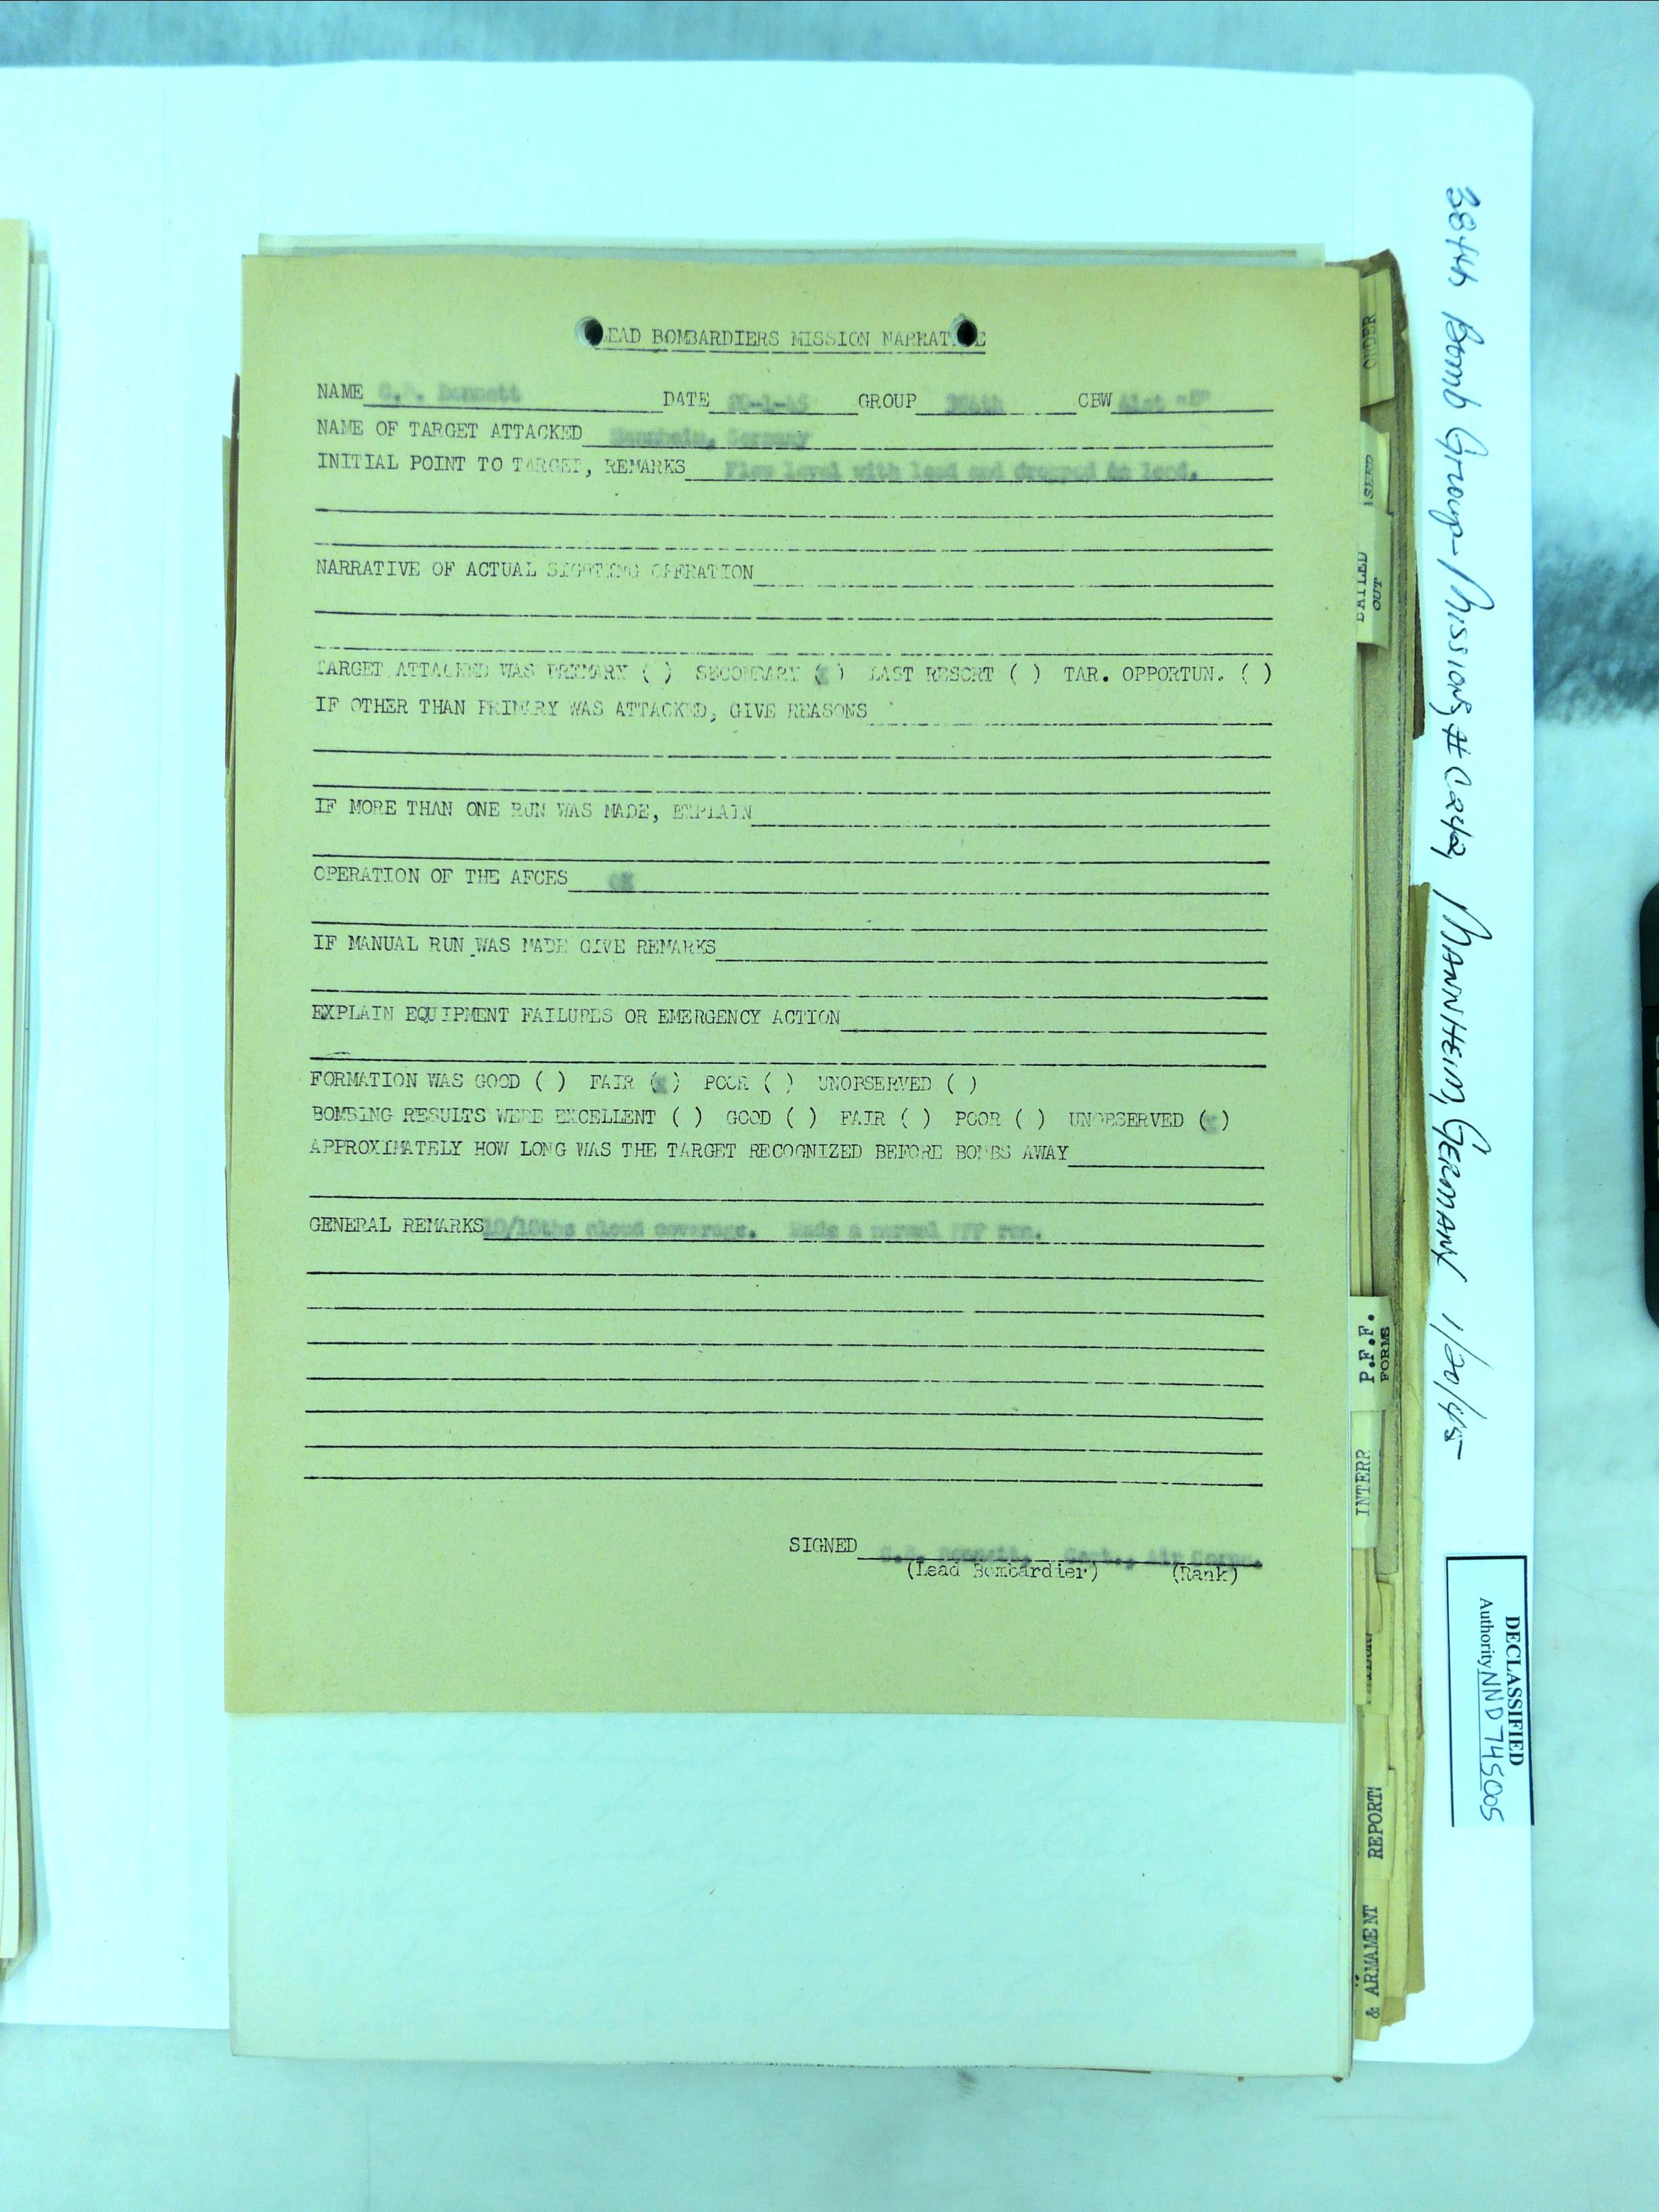 LEAD BOMBARDIERS MISSION NARRATIVE
NAME Bennett DATE 20-1-45 GROUP 384th CBW 41st "B"
NAME OF TARGET ATTACKED Mannheim, Germany
INITIAL POINT TO TARGET, REMARKS Flew level with lead and dropped on lead.
NARRATIVE OF ACTUAL SIGHTING OPERATION
TARGET ATTACKED WAS PRIMARY ( ) SECONDARY (x) LAST RESORT ( ) TAR. OPPORTUN. ( )
IF OTHER THAN PRIMARY WAS ATTACKED, GIVE REASONS
IF MORE THAN ONE RUN WAS MADE, EXPLAIN
OPERATION OF THE AFCES OK
IF MANUAL RUN WAS MADE GIVE REMARKS
EXPLAIN EQUIPMENT FAILURES OR EMERGENCY ACTION
FORMATION WAS GOOD ( ) FAIR (x) POOR ( ) UNOBSERVED ( )
BOMBING RESULTS WERE EXCELLENT ( ) GOOD ( ) FAIR ( ) POOR ( ) UNOBSERVED (x)
APPROXIMATELY HOW LONG WAS THE TARGET RECOGNIZED BEFORE BOMBS AWAY
GENERAL REMARKS 10/10ths cloud coverage. Made a normal PFF run.
SIGNED Bennett, Capt., Air Corps.
(Lead Bombardier) (Rank)
ORDER
BAILED
OUT
P.F.F.
FORMS
INTERR
REPORT
& ARMAMENT
384th Bomb Group - Mission # 0242, MANNHEIM, GERMANY 1/20/45
DECLASSIFIED
Authority NND 745005